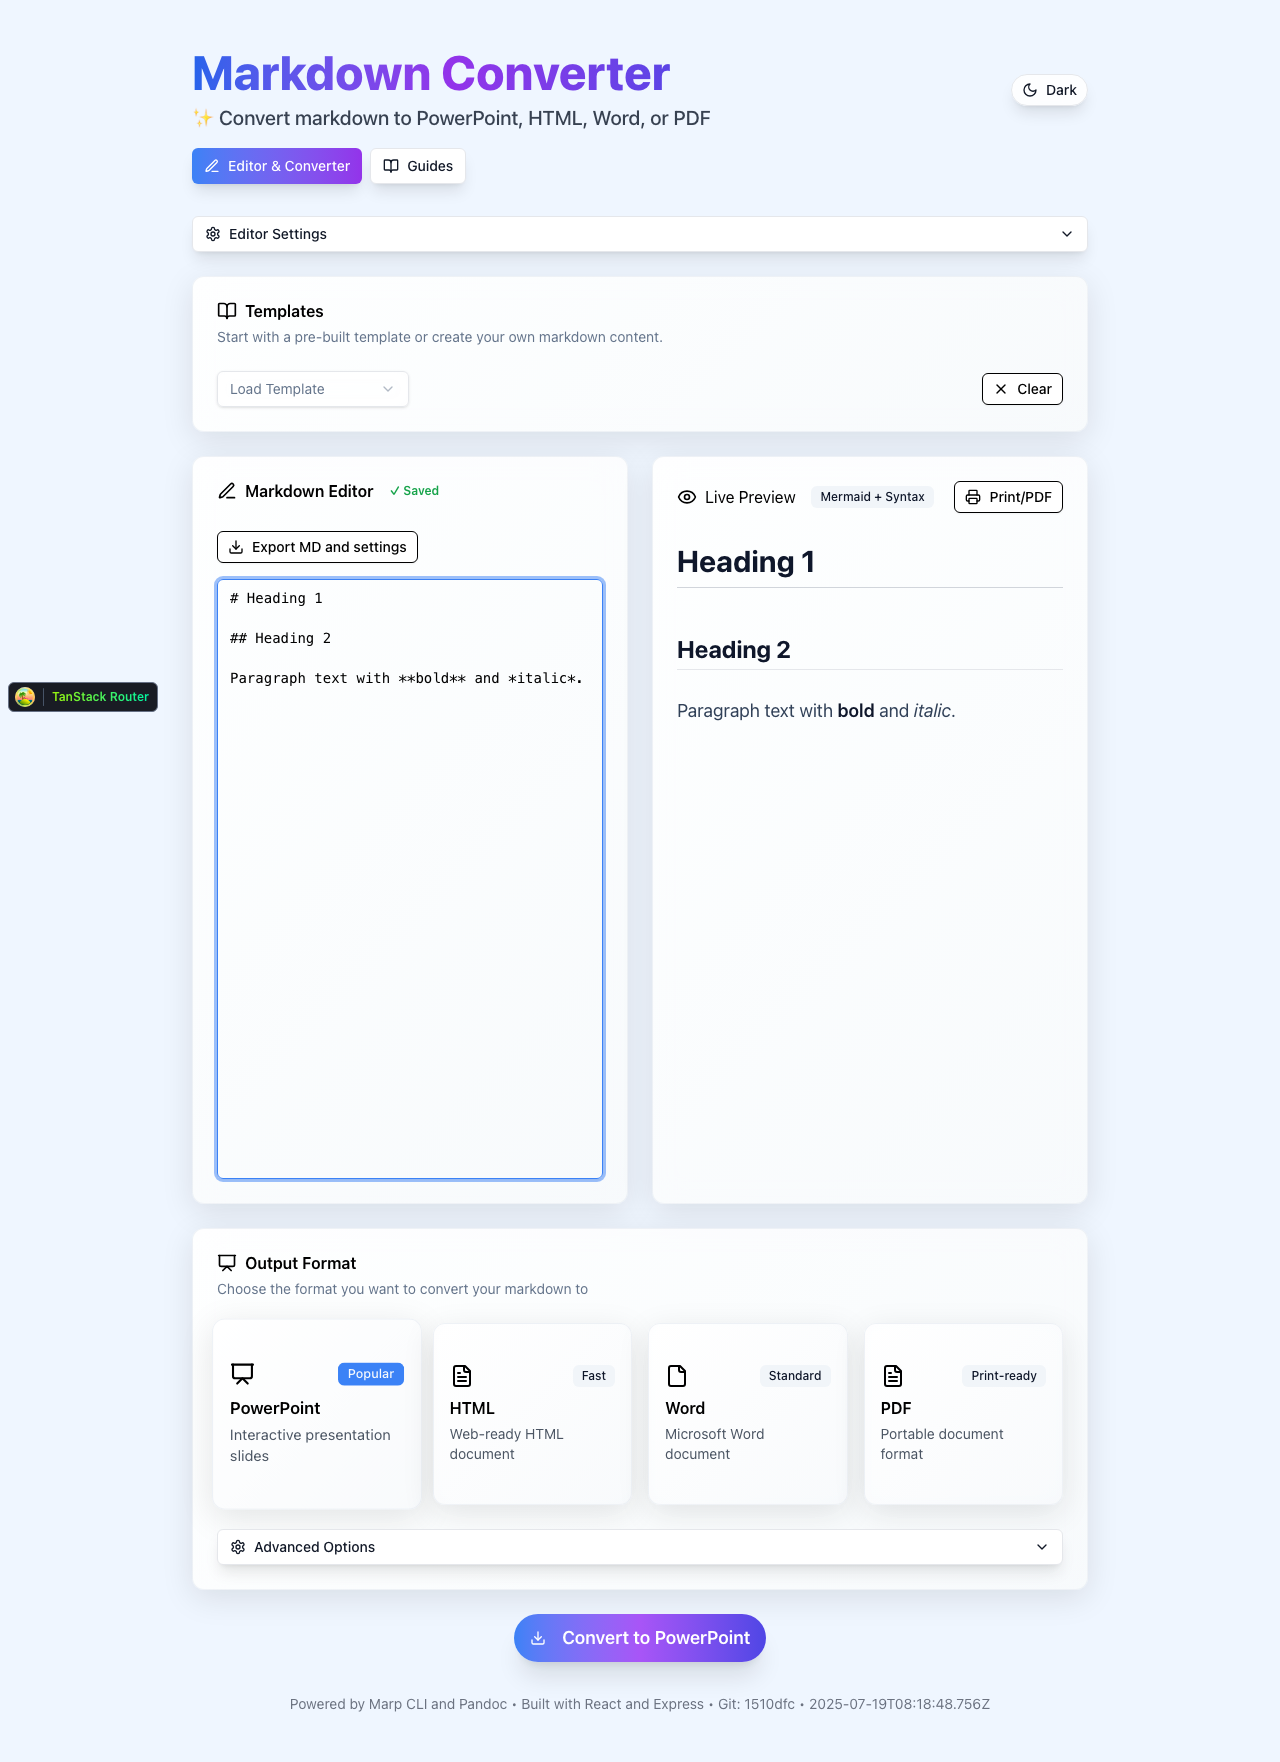 Markdown Converter
Dark
✨ Convert markdown to PowerPoint, HTML, Word, or PDF
Editor & Converter
Guides
Editor Settings
Templates
Start with a pre-built template or create your own markdown content.
Load Template
Clear
Markdown Editor
✓ Saved
Export MD and settings
# Heading 1
## Heading 2
Paragraph text with **bold** and *italic*.
Live Preview
Mermaid + Syntax
Print/PDF
Heading 1
Heading 2
Paragraph text with bold and italic.
TanStack Router
Output Format
Choose the format you want to convert your markdown to
Popular
PowerPoint
Interactive presentation
slides
Fast
HTML
Web-ready HTML
document
Standard
Word
Microsoft Word
document
Print-ready
PDF
Portable document
format
Advanced Options
Convert to PowerPoint
Powered by Marp CLI and Pandoc • Built with React and Express • Git: 1510dfc • 2025-07-19T08:18:48.756Z